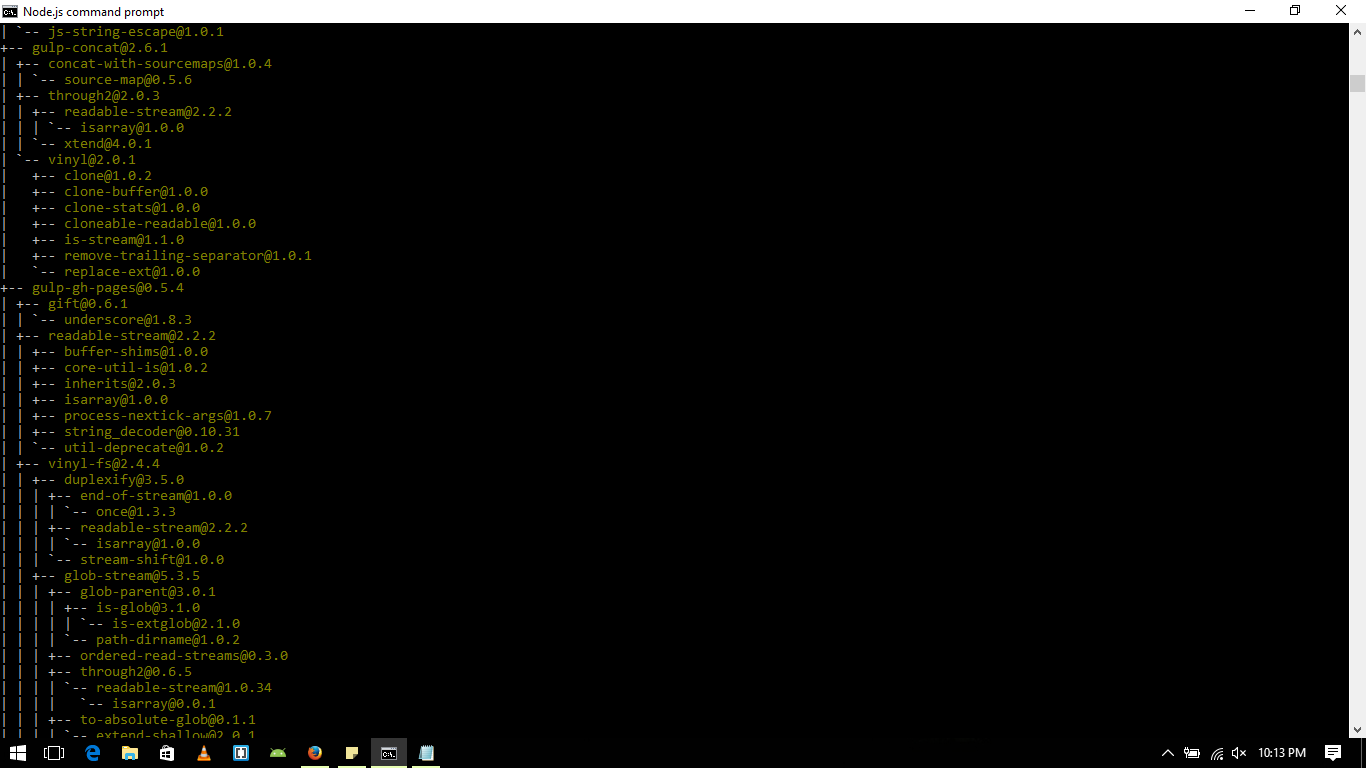 Node.js command prompt
| `-- js-string-escape@1.0.1
+-- gulp-concat@2.6.1
| +-- concat-with-sourcemaps@1.0.4
| | `-- source-map@0.5.6
| +-- through2@2.0.3
| | +-- readable-stream@2.2.2
| | | `-- isarray@1.0.0
| | `-- xtend@4.0.1
| `-- vinyl@2.0.1
|   +-- clone@1.0.2
|   +-- clone-buffer@1.0.0
|   +-- clone-stats@1.0.0
|   +-- cloneable-readable@1.0.0
|   +-- is-stream@1.1.0
|   +-- remove-trailing-separator@1.0.1
|   `-- replace-ext@1.0.0
+-- gulp-gh-pages@0.5.4
| +-- gift@0.6.1
| | `-- underscore@1.8.3
| +-- readable-stream@2.2.2
| | +-- buffer-shims@1.0.0
| | +-- core-util-is@1.0.2
| | +-- inherits@2.0.3
| | +-- isarray@1.0.0
| | +-- process-nextick-args@1.0.7
| | +-- string_decoder@0.10.31
| | `-- util-deprecate@1.0.2
| +-- vinyl-fs@2.4.4
| | +-- duplexify@3.5.0
| | | +-- end-of-stream@1.0.0
| | | | `-- once@1.3.3
| | | +-- readable-stream@2.2.2
| | | | `-- isarray@1.0.0
| | | `-- stream-shift@1.0.0
| | +-- glob-stream@5.3.5
| | | +-- glob-parent@3.0.1
| | | | +-- is-glob@3.1.0
| | | | | `-- is-extglob@2.1.0
| | | | `-- path-dirname@1.0.2
| | | +-- ordered-read-streams@0.3.0
| | | +-- through2@0.6.5
| | | | `-- readable-stream@1.0.34
| | | |   `-- isarray@0.0.1
| | | +-- to-absolute-glob@0.1.1
| | | | `-- extend-shallow@2.0.1
10:13 PM